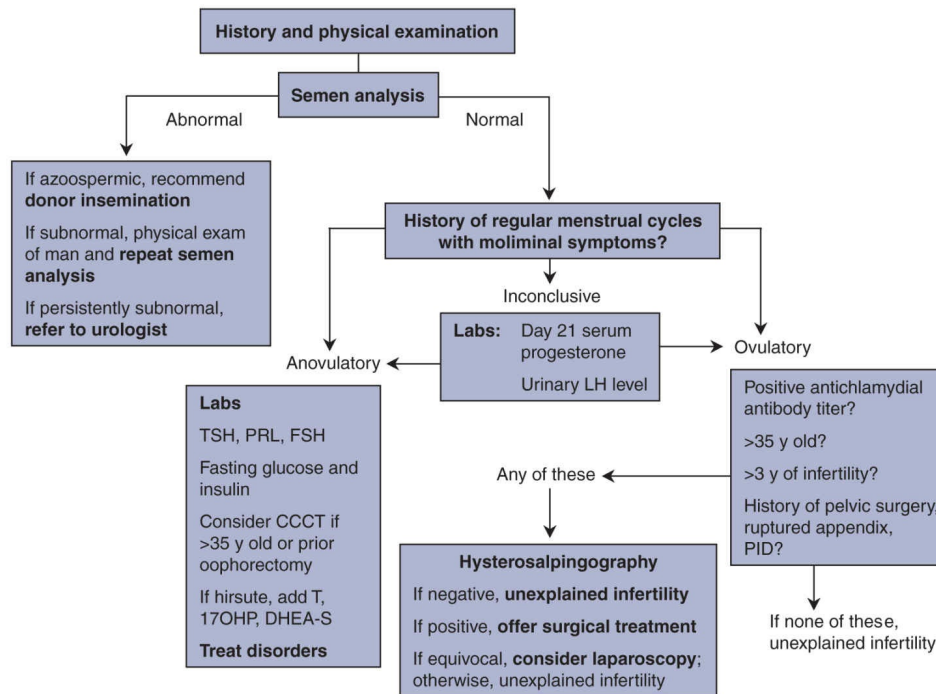 History and physical examination
Semen analysis
Abnormal
Normal
If azoospermic, recommend
donor insemination
If subnormal, physical exam
of man and repeat semen
analysis
If persistently subnormal,
refer to urologist
History of regular menstrual cycles
with moliminal symptoms?
Inconclusive
Labs: Day 21 serum
progesterone
Urinary LH level
Anovulatory
Ovulatory
Labs
TSH, PRL, FSH
Fasting glucose and
insulin
Consider CCCT if
>35 y old or prior
oophorectomy
If hirsute, add T,
17OHP, DHEA-S
Treat disorders
Positive antichlamydial
antibody titer?
>35 y old?
>3 y of infertility?
History of pelvic surgery,
ruptured appendix,
PID?
Any of these
Hysterosalpingography
If negative, unexplained infertility
If positive, offer surgical treatment
If equivocal, consider laparoscopy;
otherwise, unexplained infertility
If none of these,
unexplained infertility